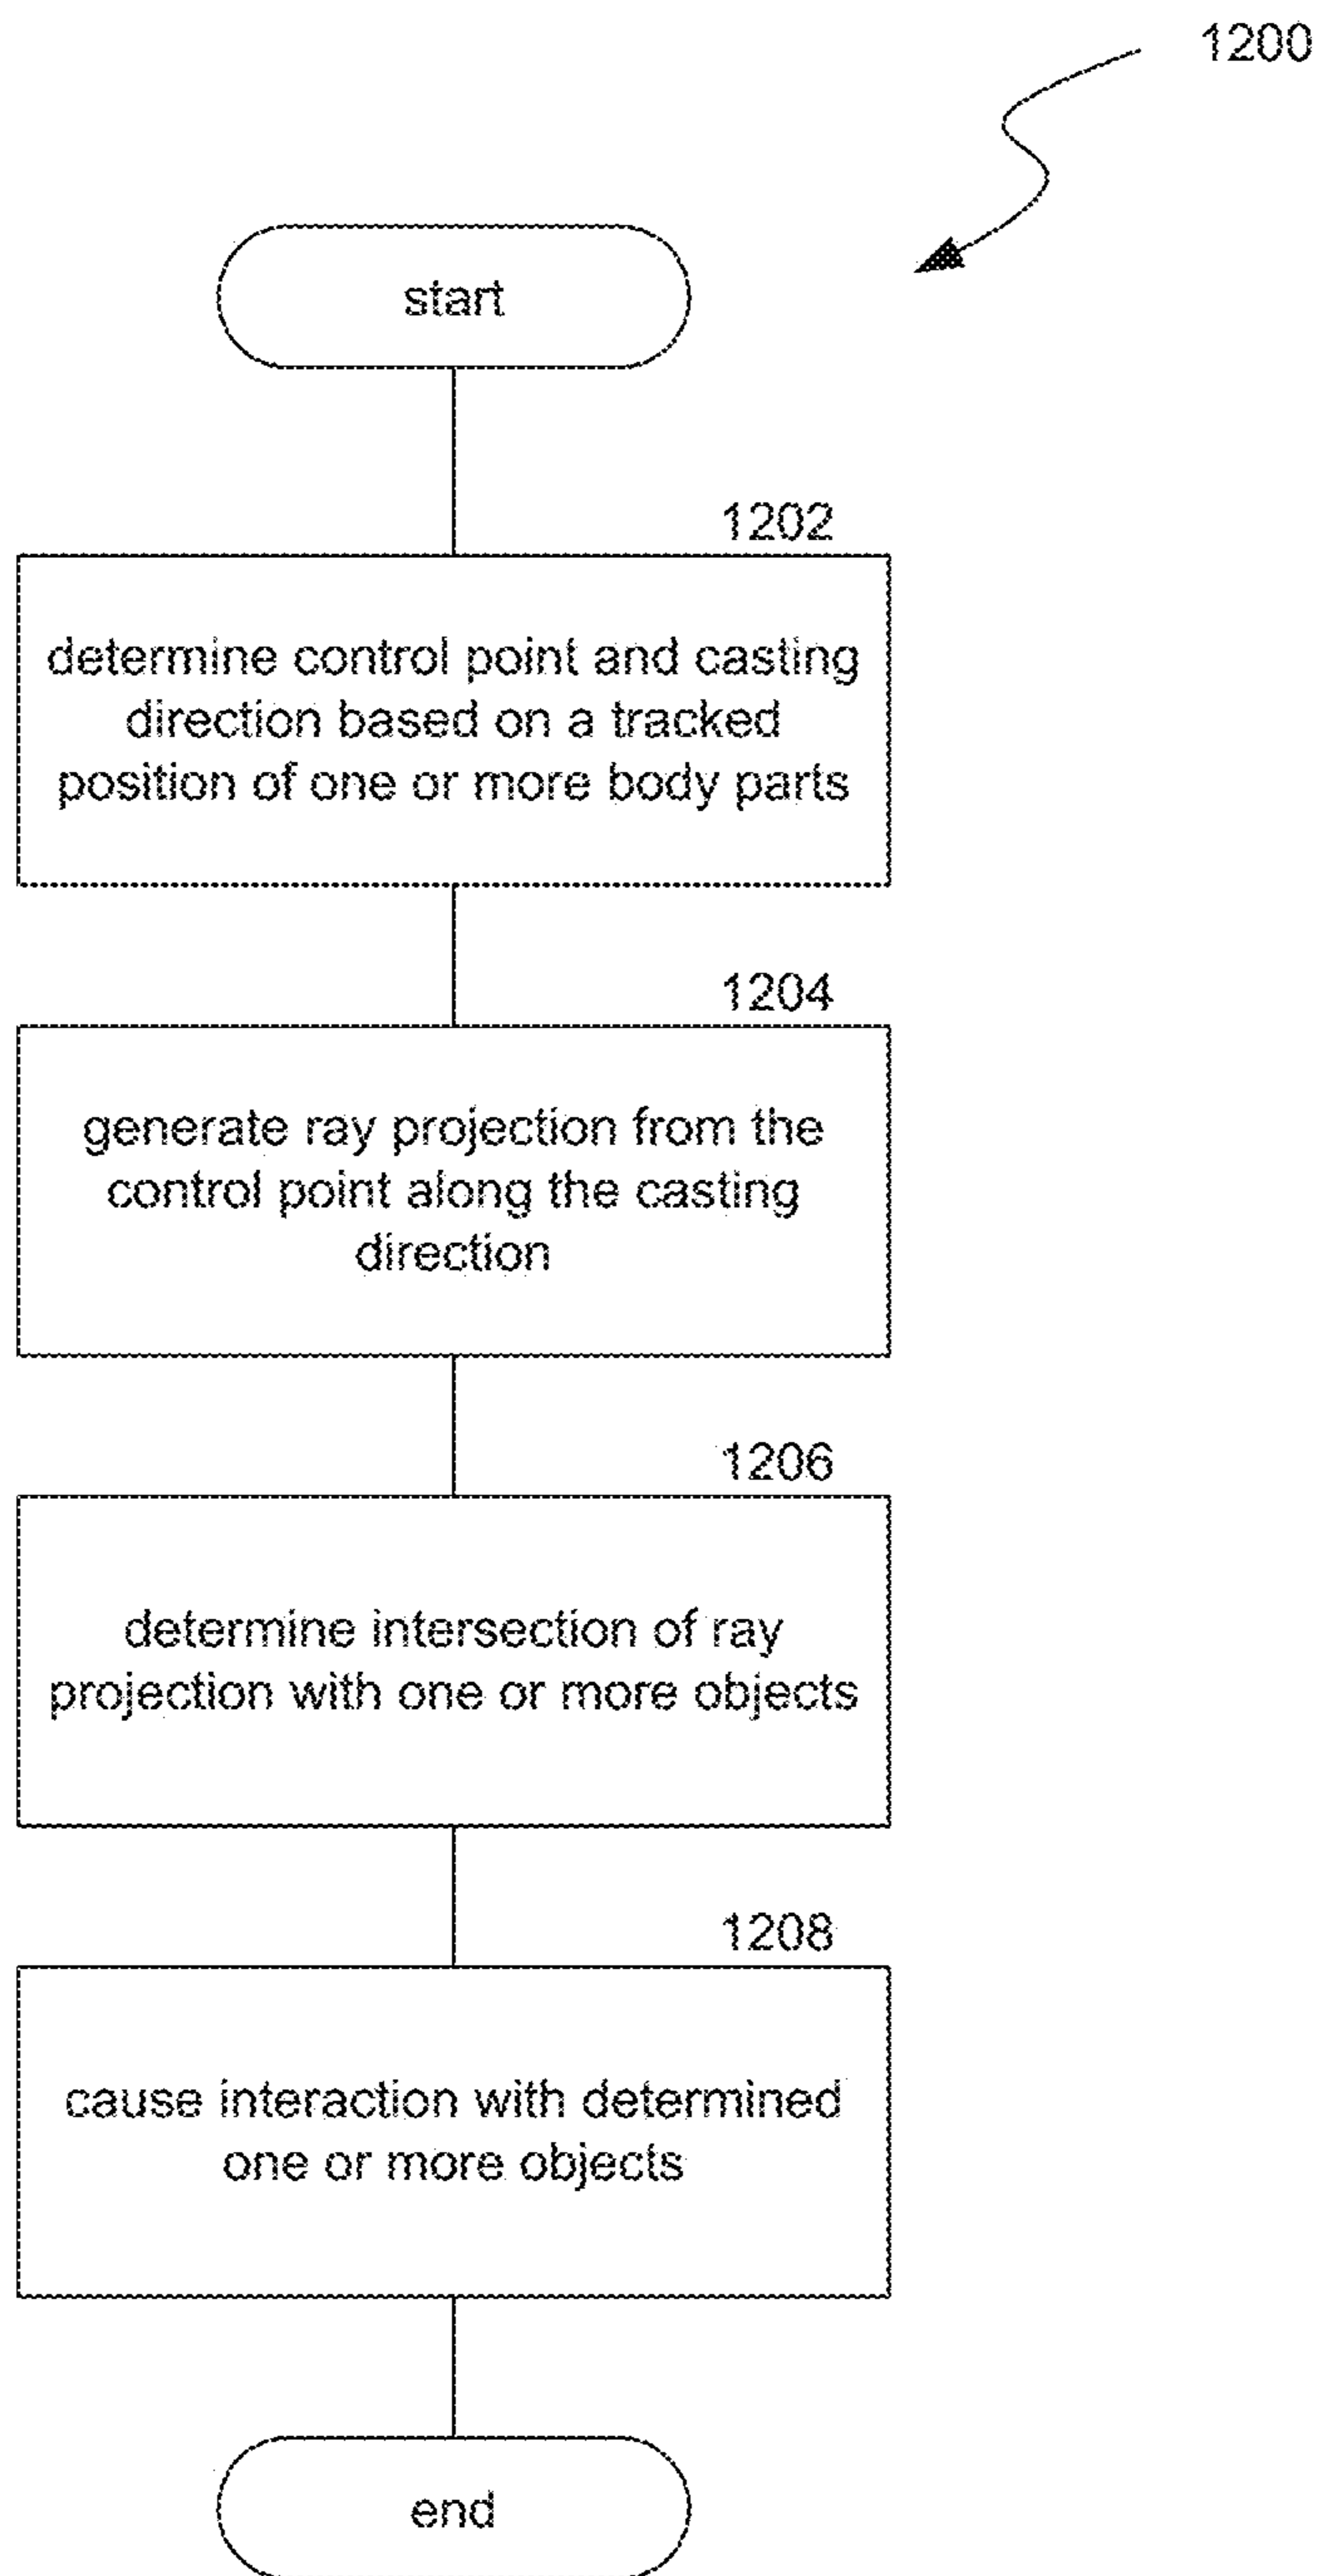 1200
start
1202
determine control point and casting
direction based on a tracked
position of one or more body parts
1204
generate ray projection from the
control point along the casting
direction
1206
determine intersection of ray
projection with one or more objects
1208
cause interaction with determined
one or more objects
end